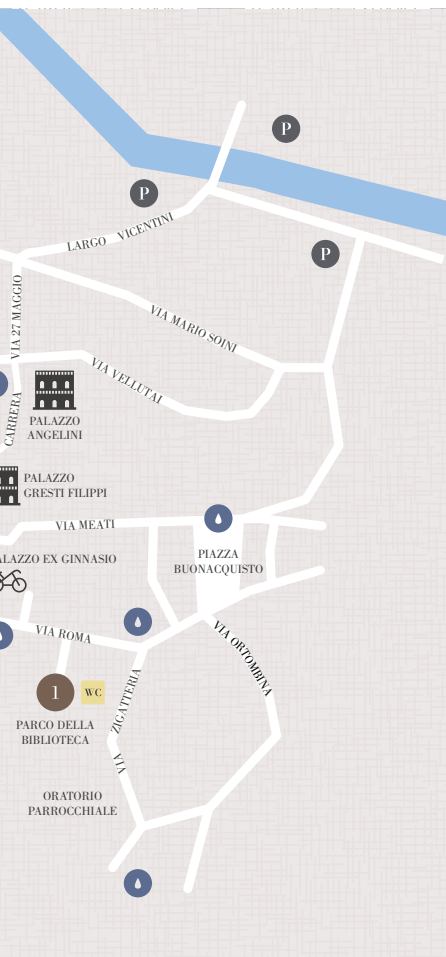 P
P
P
LARGO VICENTINI
VIA 27 MAGGIO
VIA MARIO SOINI
VIA VELLUTAI
CARRERA
PALAZZO
ANGELINI
PALAZZO
GRESTI FILIPPI
VIA MEATI
PIAZZA
BUONACQUISTO
ALAZZO EX GINNASIO
VIA ROMA
VIA ORTOMBINA
1
WC
VIA ZIGATTERIA
PARCO DELLA
BIBLIOTECA
ORATORIO
PARROCCHIALE